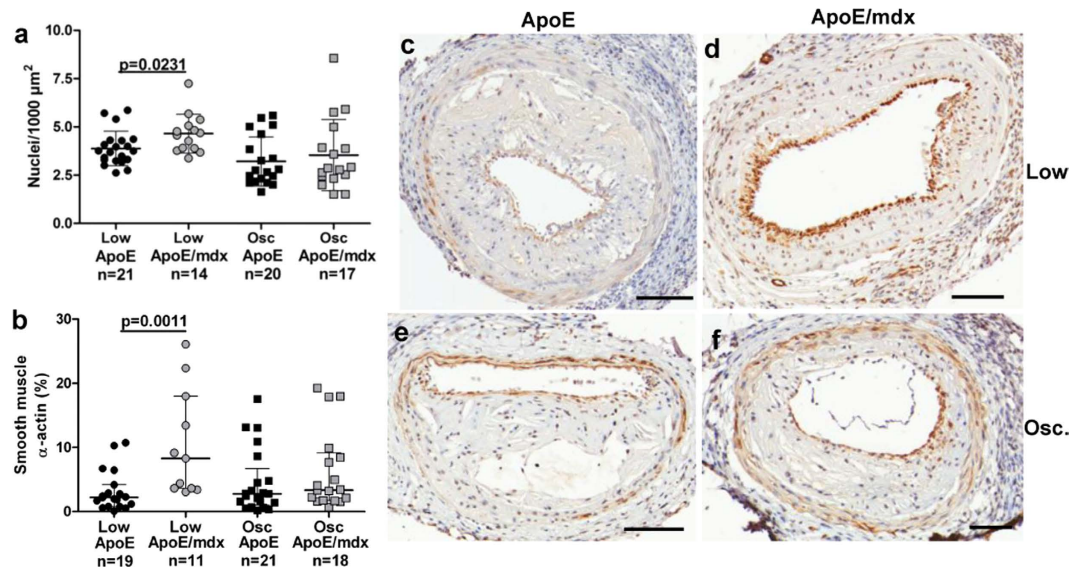 ApoE
ApoE/mdx
a
Nuclei/1000 µm²
10.0
7.5
5.0
2.5
0.0
p=0.0231
Low
ApoE
n=21
Low
ApoE/mdx
n=14
Osc
ApoE
n=20
Osc
ApoE/mdx
n=17
b
Smooth muscle
α-actin (%)
30
20
10
0
p=0.0011
Low
ApoE
n=19
Low
ApoE/mdx
n=11
Osc
ApoE
n=21
Osc
ApoE/mdx
n=18
c
d
Low
e
f
Osc.